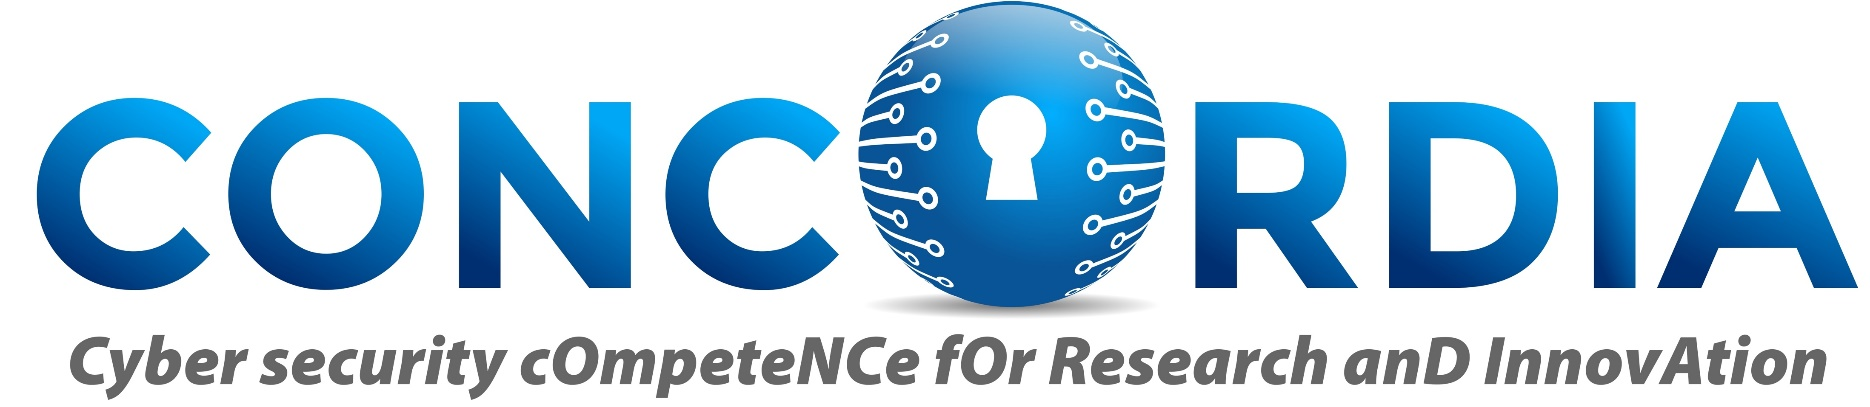 CONCORDIA
Cyber security cOmpeteNCe fOr Research anD InnovAtion